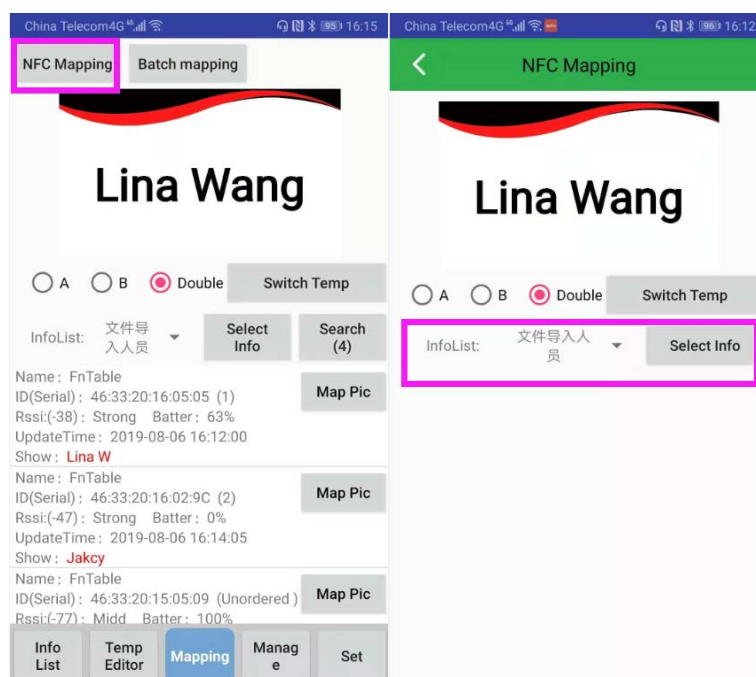 China Telecom4G 46 95 16:15
NFC Mapping Batch mapping
Lina Wang
A B Double Switch Temp
InfoList: 文件导入人员 Select Info Search (4)
Name: FnTable
ID(Serial): 46:33:20:16:05:05 (1) Map Pic
Rssi:(-38): Strong Batter: 63%
UpdateTime: 2019-08-06 16:12:00
Show: Lina W
Name: FnTable
ID(Serial): 46:33:20:16:02:9C (2) Map Pic
Rssi:(-47): Strong Batter: 0%
UpdateTime: 2019-08-06 16:14:05
Show: Jakcy
Name: FnTable
ID(Serial): 46:33:20:15:05:09 (Unordered) Map Pic
Rssi:(-77): Midd Batter: 100%
Info List Temp Editor Mapping Manage Set
China Telecom4G 46 96 16:12
NFC Mapping
Lina Wang
A B Double Switch Temp
InfoList: 文件导入人员 Select Info